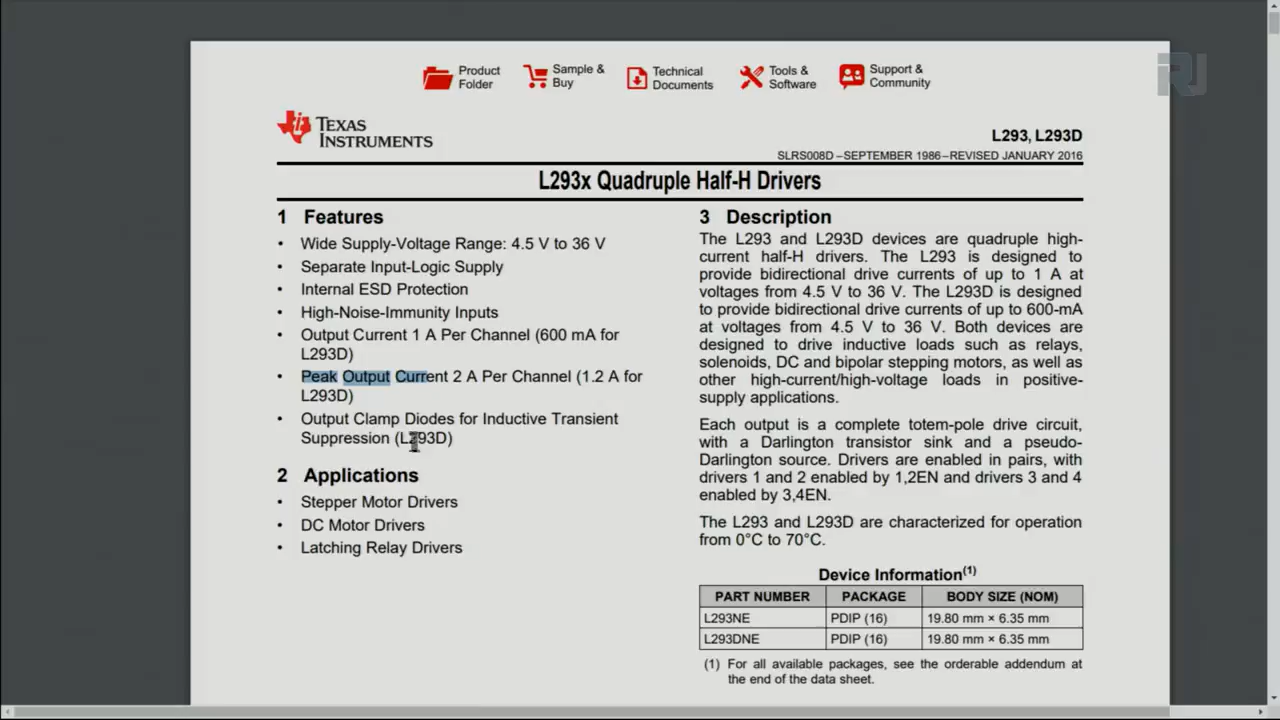 Product
Folder
Sample &
Buy
Technical
Documents
Tools &
Software
Support &
Community
RJ
TEXAS
INSTRUMENTS
L293, L293D
SLRS008D –SEPTEMBER 1986–REVISED JANUARY 2016
L293x Quadruple Half-H Drivers
1 Features
• Wide Supply-Voltage Range: 4.5 V to 36 V
• Separate Input-Logic Supply
• Internal ESD Protection
• High-Noise-Immunity Inputs
• Output Current 1 A Per Channel (600 mA for
L293D)
• Peak Output Current 2 A Per Channel (1.2 A for
L293D)
• Output Clamp Diodes for Inductive Transient
Suppression (L293D)
2 Applications
• Stepper Motor Drivers
• DC Motor Drivers
• Latching Relay Drivers
3 Description
The L293 and L293D devices are quadruple high-
current half-H drivers. The L293 is designed to
provide bidirectional drive currents of up to 1 A at
voltages from 4.5 V to 36 V. The L293D is designed
to provide bidirectional drive currents of up to 600-mA
at voltages from 4.5 V to 36 V. Both devices are
designed to drive inductive loads such as relays,
solenoids, DC and bipolar stepping motors, as well as
other high-current/high-voltage loads in positive-
supply applications.
Each output is a complete totem-pole drive circuit,
with a Darlington transistor sink and a pseudo-
Darlington source. Drivers are enabled in pairs, with
drivers 1 and 2 enabled by 1,2EN and drivers 3 and 4
enabled by 3,4EN.
The L293 and L293D are characterized for operation
from 0°C to 70°C.
Device Information(1)
PART NUMBER PACKAGE BODY SIZE (NOM)
L293NE PDIP (16) 19.80 mm × 6.35 mm
L293DNE PDIP (16) 19.80 mm × 6.35 mm
(1) For all available packages, see the orderable addendum at
the end of the data sheet.